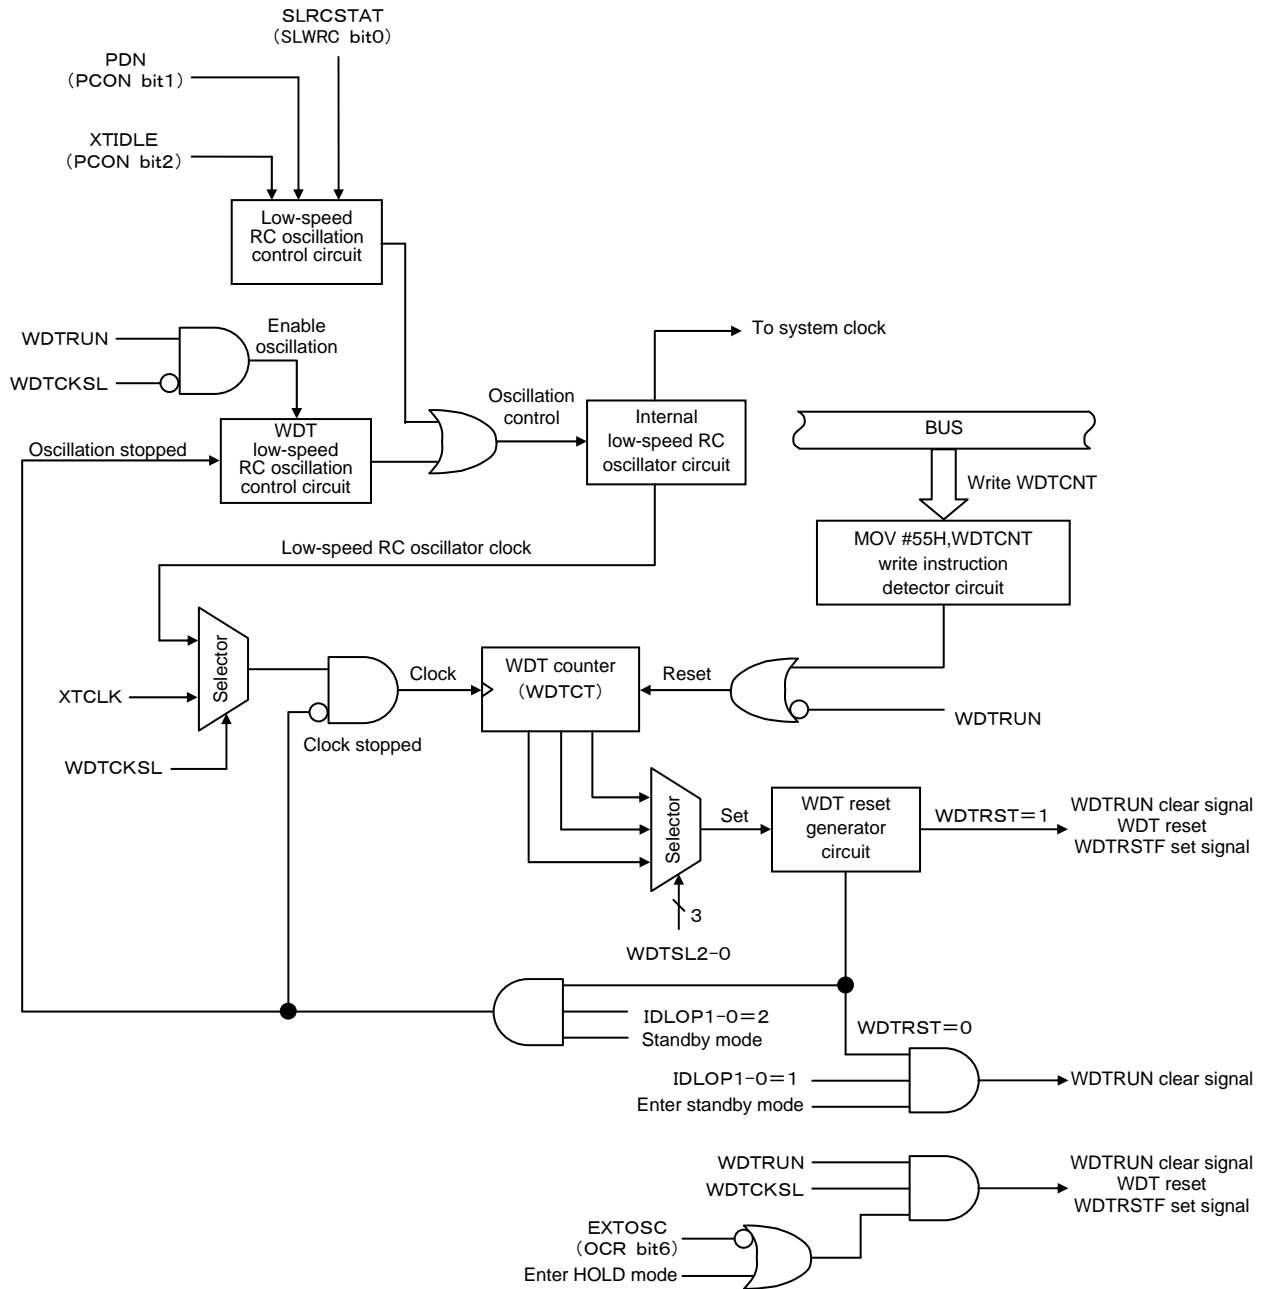 SLRCSTAT
(SLWRC bit0)
PDN
(PCON bit1)
XTIDLE
(PCON bit2)
Low-speed
RC oscillation
control circuit
WDTRUN
WDTCKSL
Enable
oscillation
To system clock
Oscillation stopped
WDT
low-speed
RC oscillation
control circuit
Oscillation
control
Internal
low-speed RC
oscillator circuit
BUS
Write WDTCNT
MOV #55H,WDTCNT
write instruction
detector circuit
Low-speed RC oscillator clock
Selector
XTCLK
WDTCKSL
Clock
Clock stopped
WDT counter
(WDTCT)
Reset
WDTRUN
Selector
3
WDTSL2-0
Set
WDT reset
generator
circuit
WDTRST=1
WDTRUN clear signal
WDT reset
WDTRSTF set signal
IDLOP1-0=2
Standby mode
WDTRST=0
IDLOP1-0=1
Enter standby mode
WDTRUN clear signal
WDTRUN
WDTCKSL
WDTRUN clear signal
WDT reset
WDTRSTF set signal
EXTOSC
(OCR bit6)
Enter HOLD mode